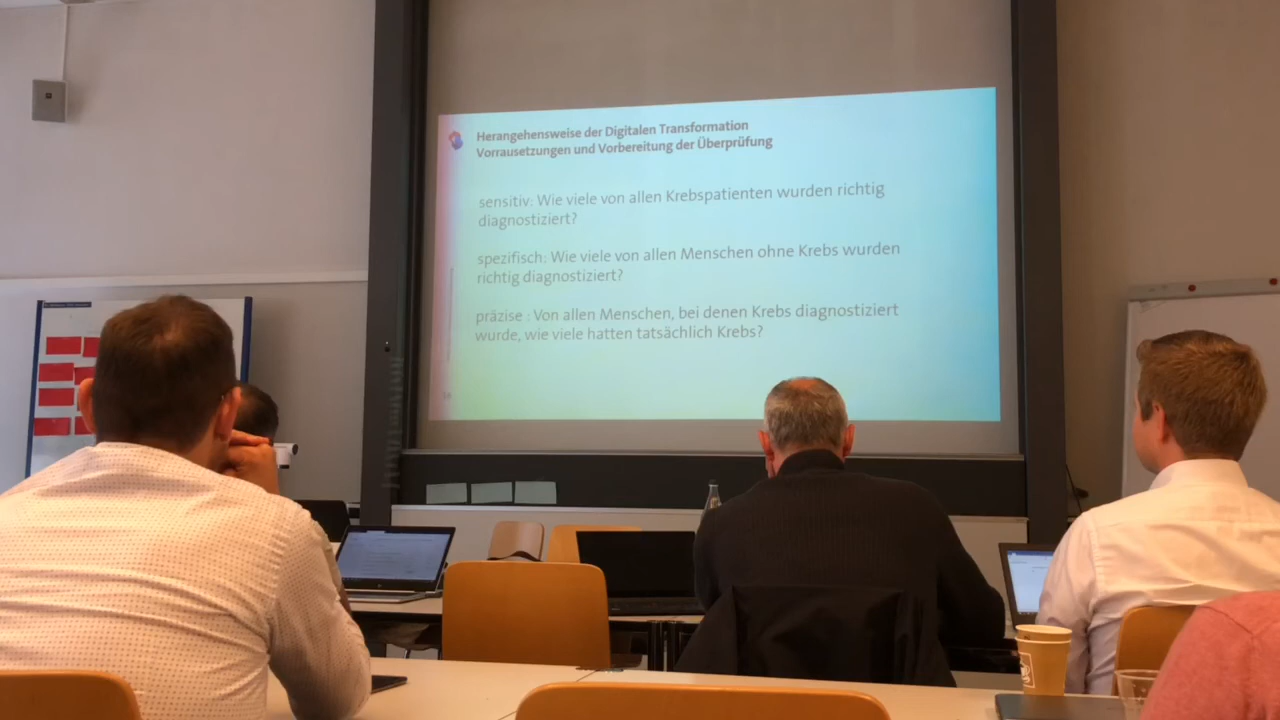 Herangehensweise der Digitalen Transformation
Vorrausetzungen und Vorbereitung der Überprüfung
sensitiv: Wie viele von allen Krebspatienten wurden richtig
diagnostiziert?
spezifisch: Wie viele von allen Menschen ohne Krebs wurden
richtig diagnostiziert?
präzise : Von allen Menschen, bei denen Krebs diagnostiziert
wurde, wie viele hatten tatsächlich Krebs?